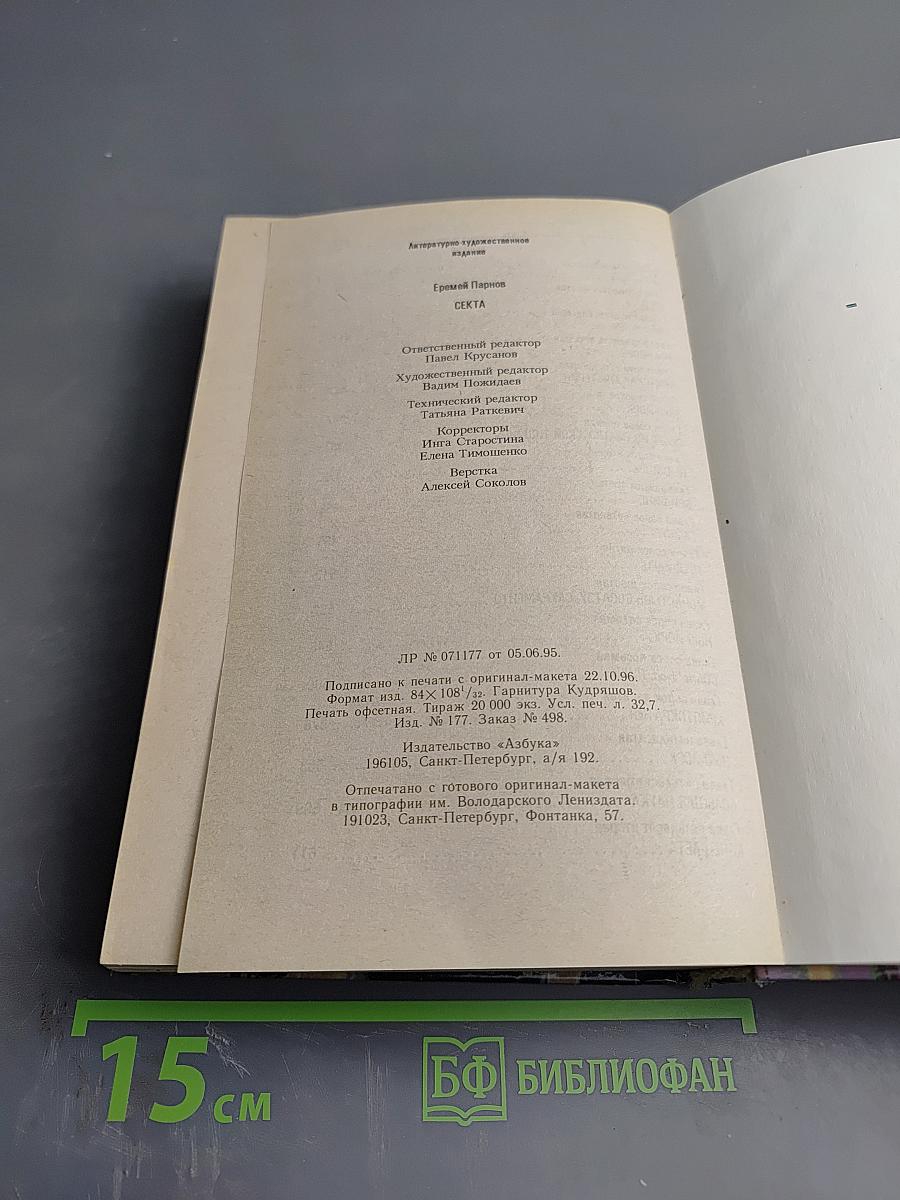 Литературно-художественное
издание
Еремей Парнов
СЕКТА
Ответственный редактор
Павел Крусанов
Художественный редактор
Вадим Пожидаев
Технический редактор
Татьяна Раткевич
Корректоры
Инга Старостина
Елена Тимошенко
Верстка
Алексей Соколов
ЛР № 071177 от 05.06.95.
Подписано к печати с оригинал-макета 22.10.96.
Формат изд. 84×108¹/₃₂. Гарнитура Кудряшов.
Печать офсетная. Тираж 20 000 экз. Усл. печ. л. 32,7.
Изд. № 177. Заказ № 498.
Издательство «Азбука»
196105, Санкт-Петербург, а/я 192.
Отпечатано с готового оригинал-макета
в типографии им. Володарского Лениздата.
191023, Санкт-Петербург, Фонтанка, 57.
15 см
БФ БИБЛИОФАН